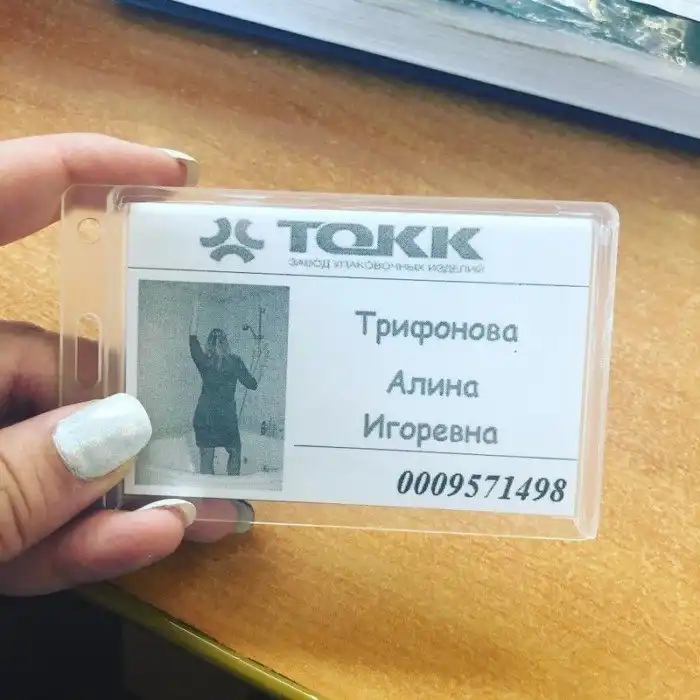 ТОКК
ЗАВОД УПАКОВОЧНЫХ ИЗДЕЛИЙ
Трифонова
Алина
Игоревна
0009571498